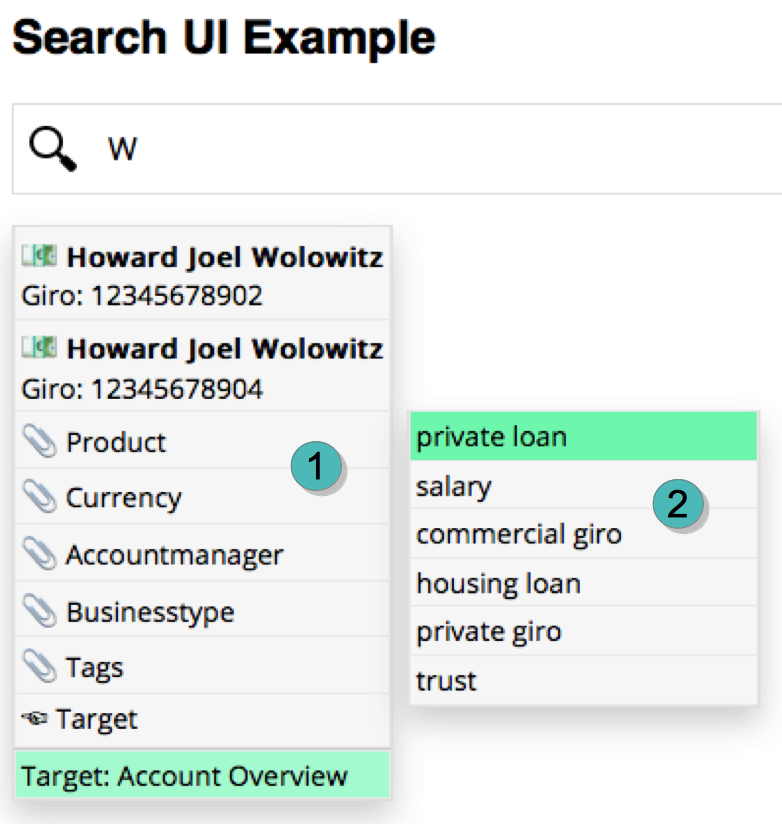 Search UI Example
W
Howard Joel Wolowitz
Giro: 12345678902
Howard Joel Wolowitz
Giro: 12345678904
Product
Currency
Accountmanager
Businesstype
Tags
Target
Target: Account Overview
1
private loan
salary
commercial giro
housing loan
private giro
trust
2